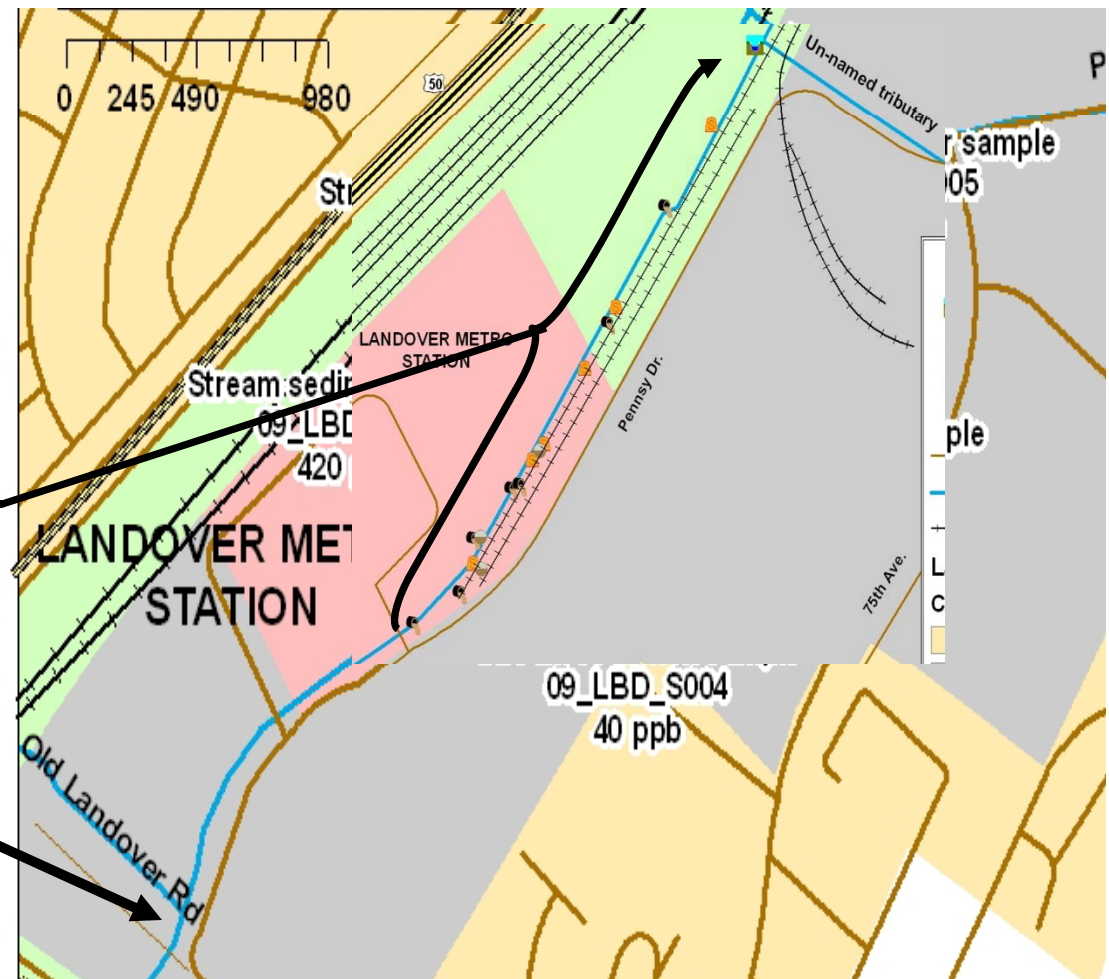 0 245 490 980
50
Un-named tributary
P
r sample
005
St
LANDOVER METRO
STATION
Stream sedi
09_LBD
420
Pennsy Dr.
ple
LANDOVER MET
STATION
L
C
75th Ave.
09_LBD_S004
40 ppb
Old Landover Rd
S
S
S
S
S
S